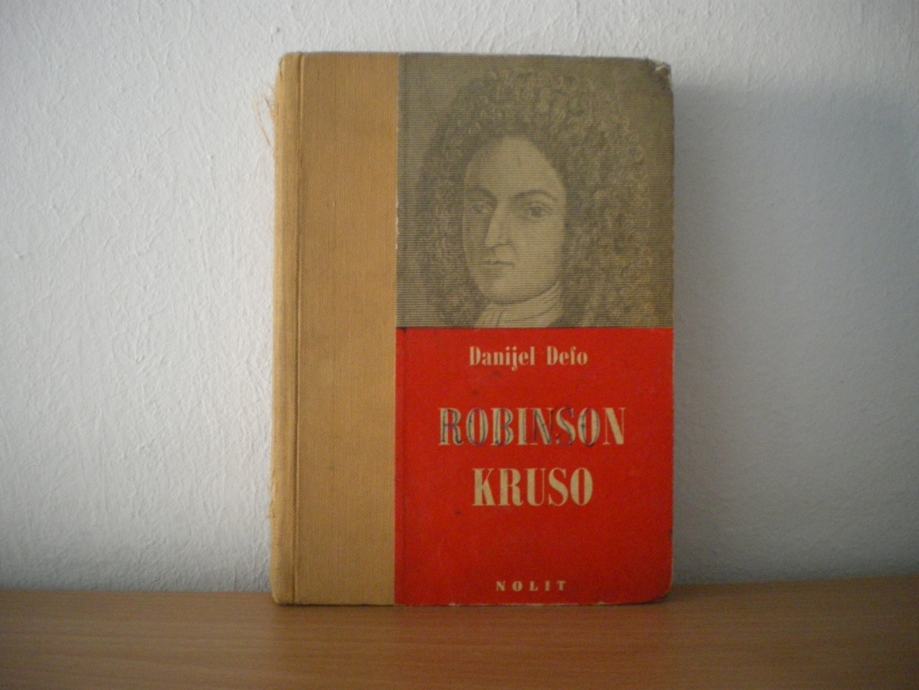 Danijel Defo
ROBINSON
KRUSO
NOLIT